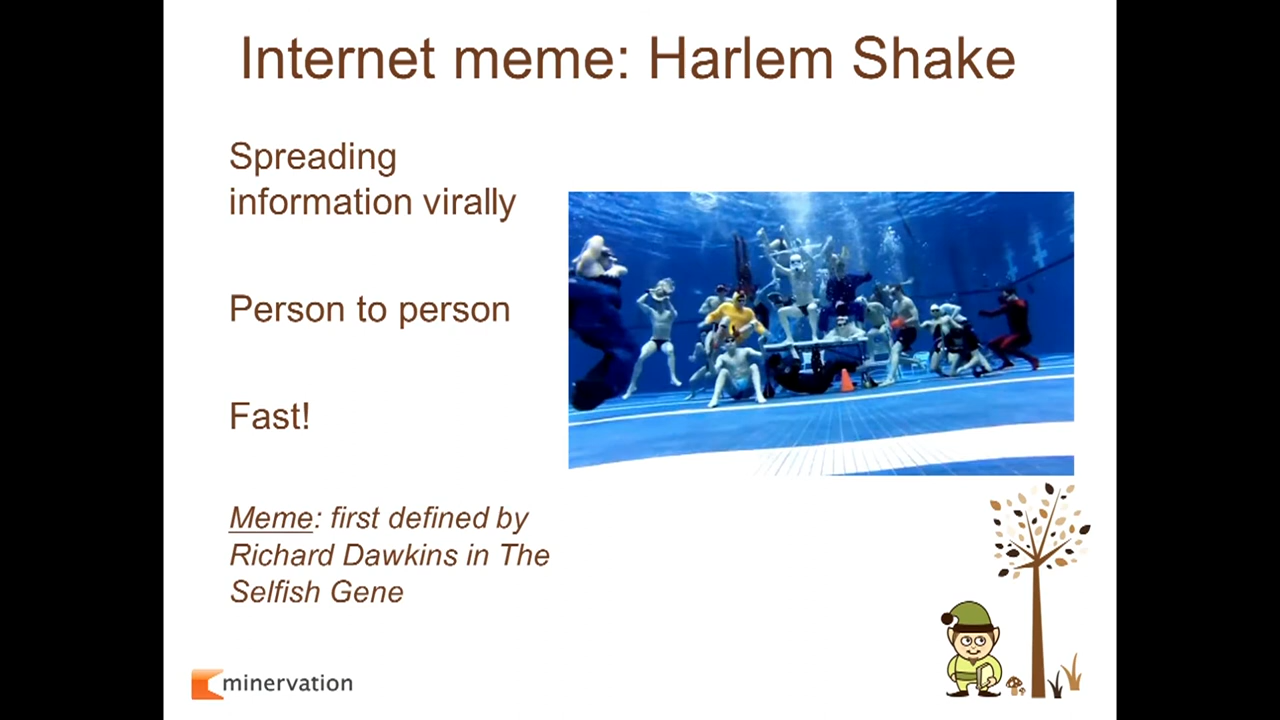 Internet meme: Harlem Shake
Spreading
information virally
Person to person
Fast!
Meme: first defined by
Richard Dawkins in The
Selfish Gene
minervation